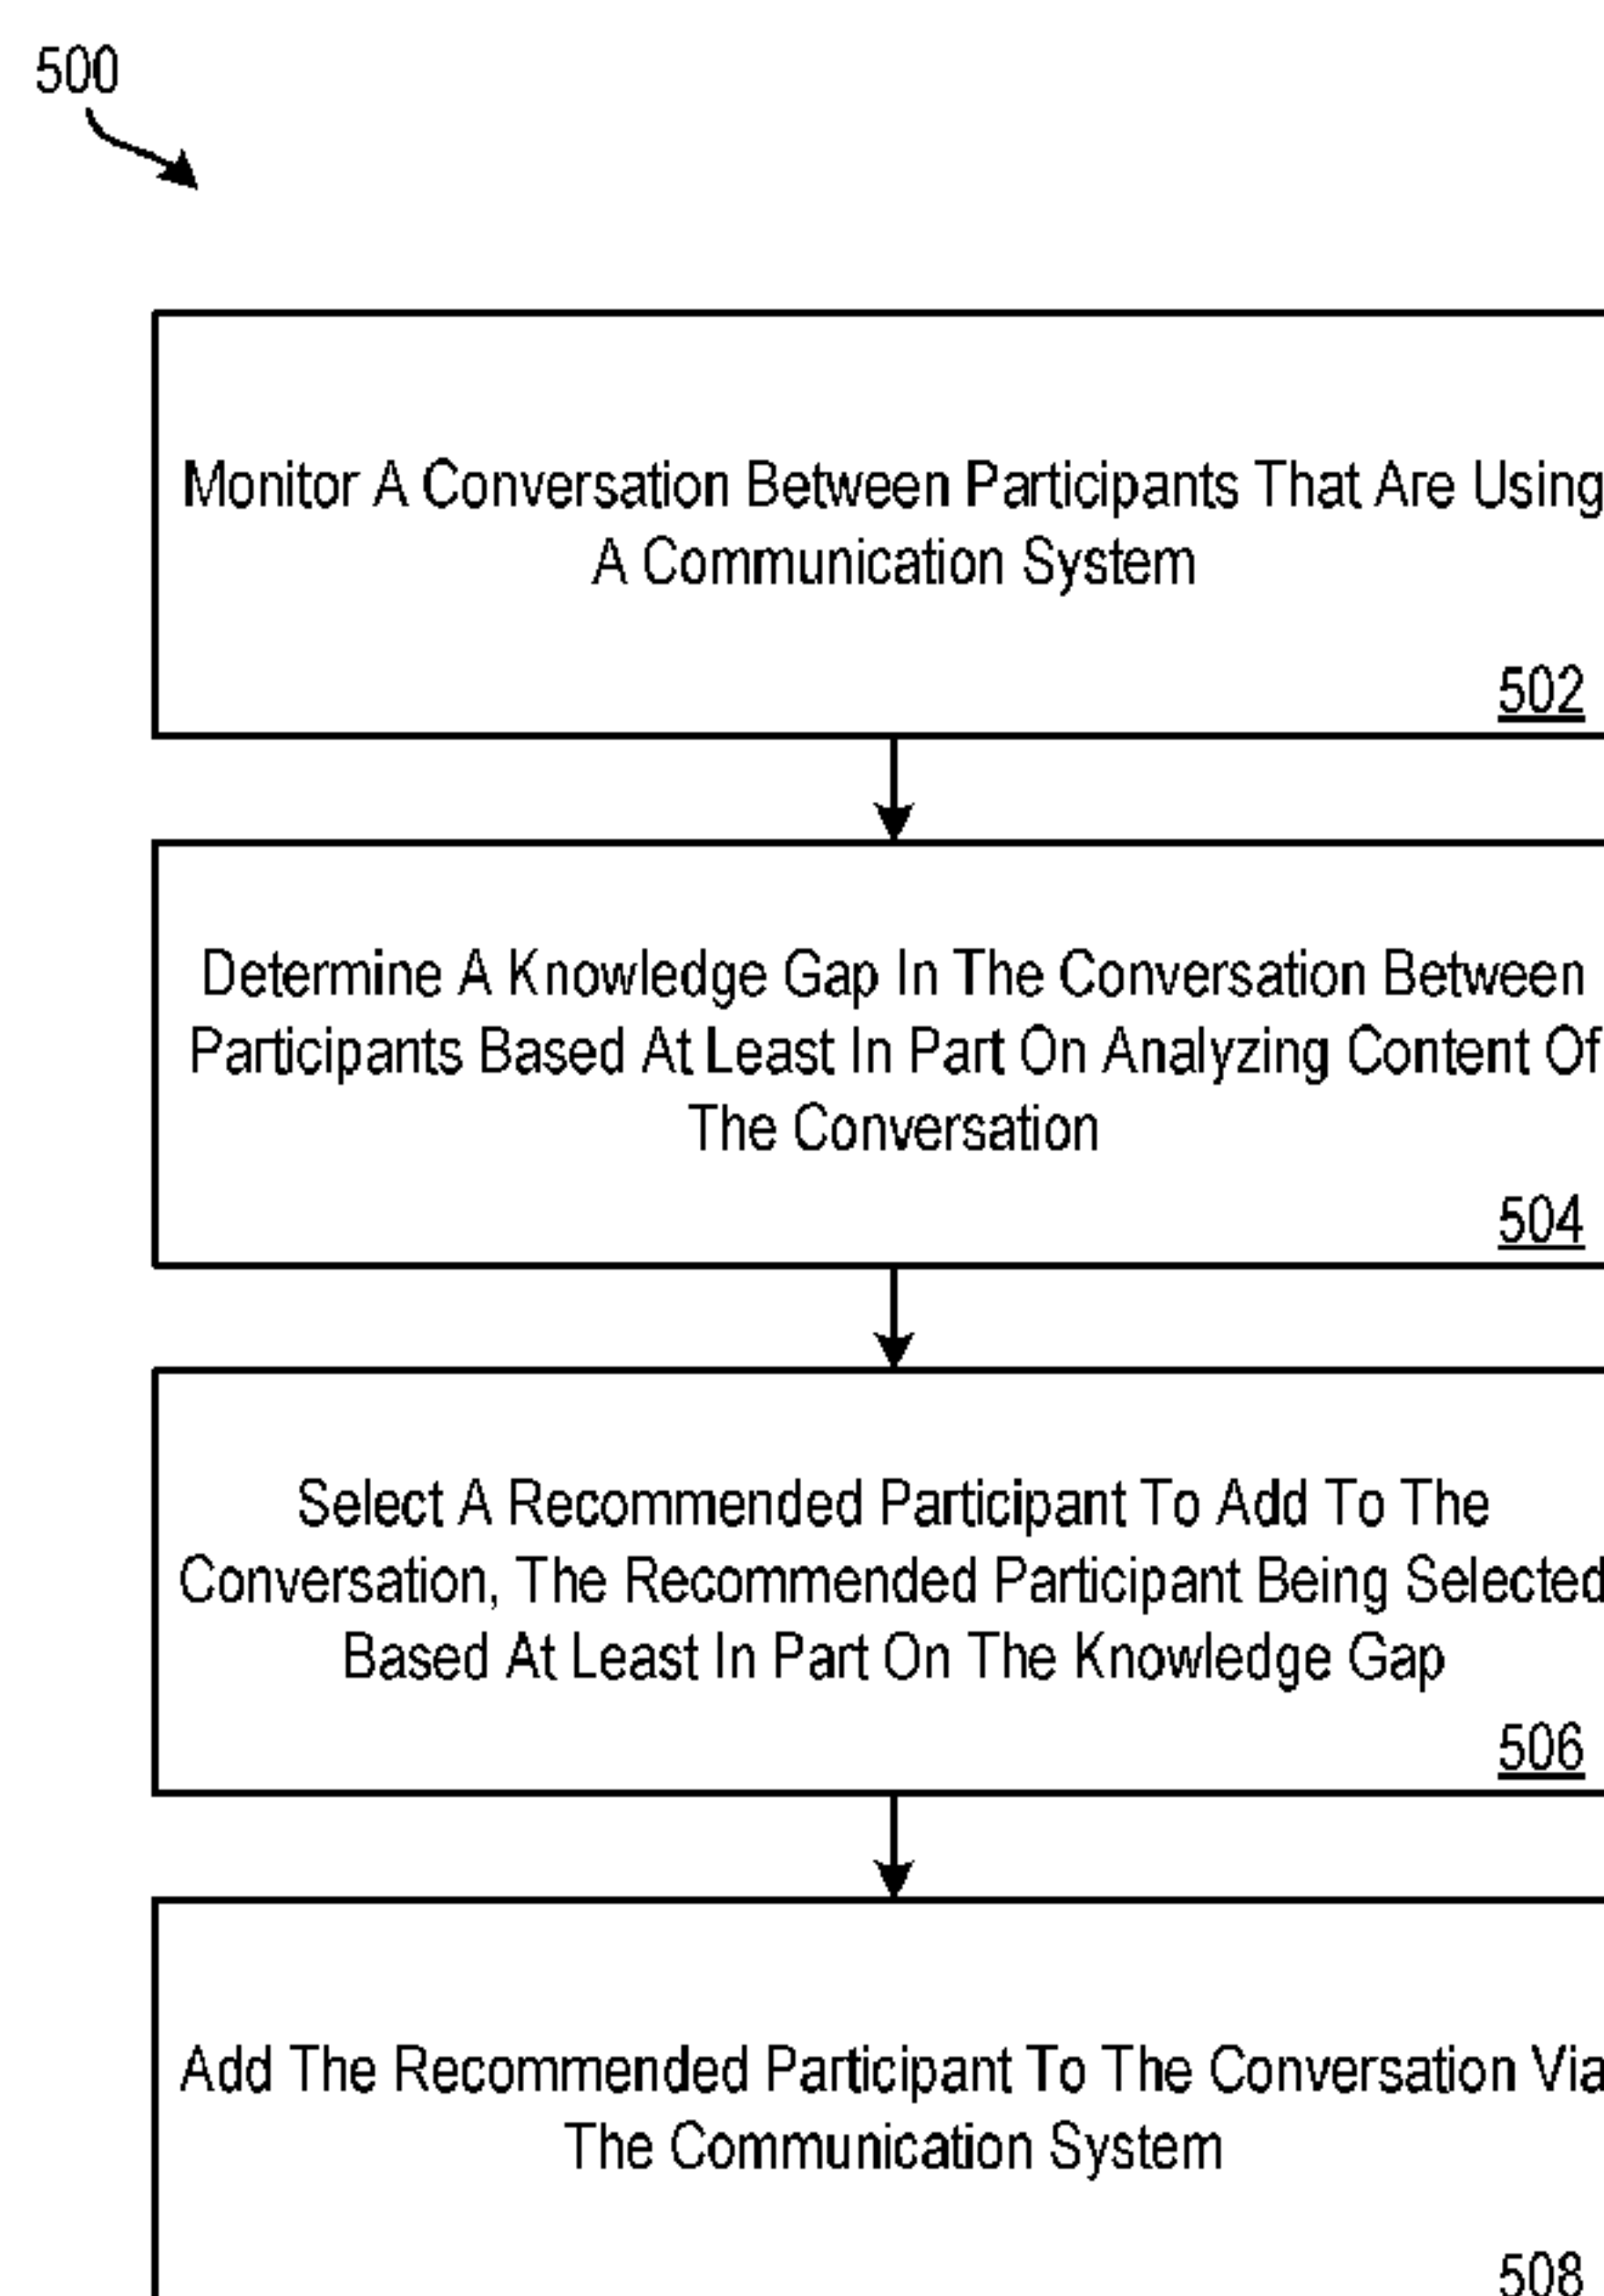 500
Monitor A Conversation Between Participants That Are Using
A Communication System
502
Determine A Knowledge Gap In The Conversation Between
Participants Based At Least In Part On Analyzing Content Of
The Conversation
504
Select A Recommended Participant To Add To The
Conversation, The Recommended Participant Being Selected
Based At Least In Part On The Knowledge Gap
506
Add The Recommended Participant To The Conversation Via
The Communication System
508